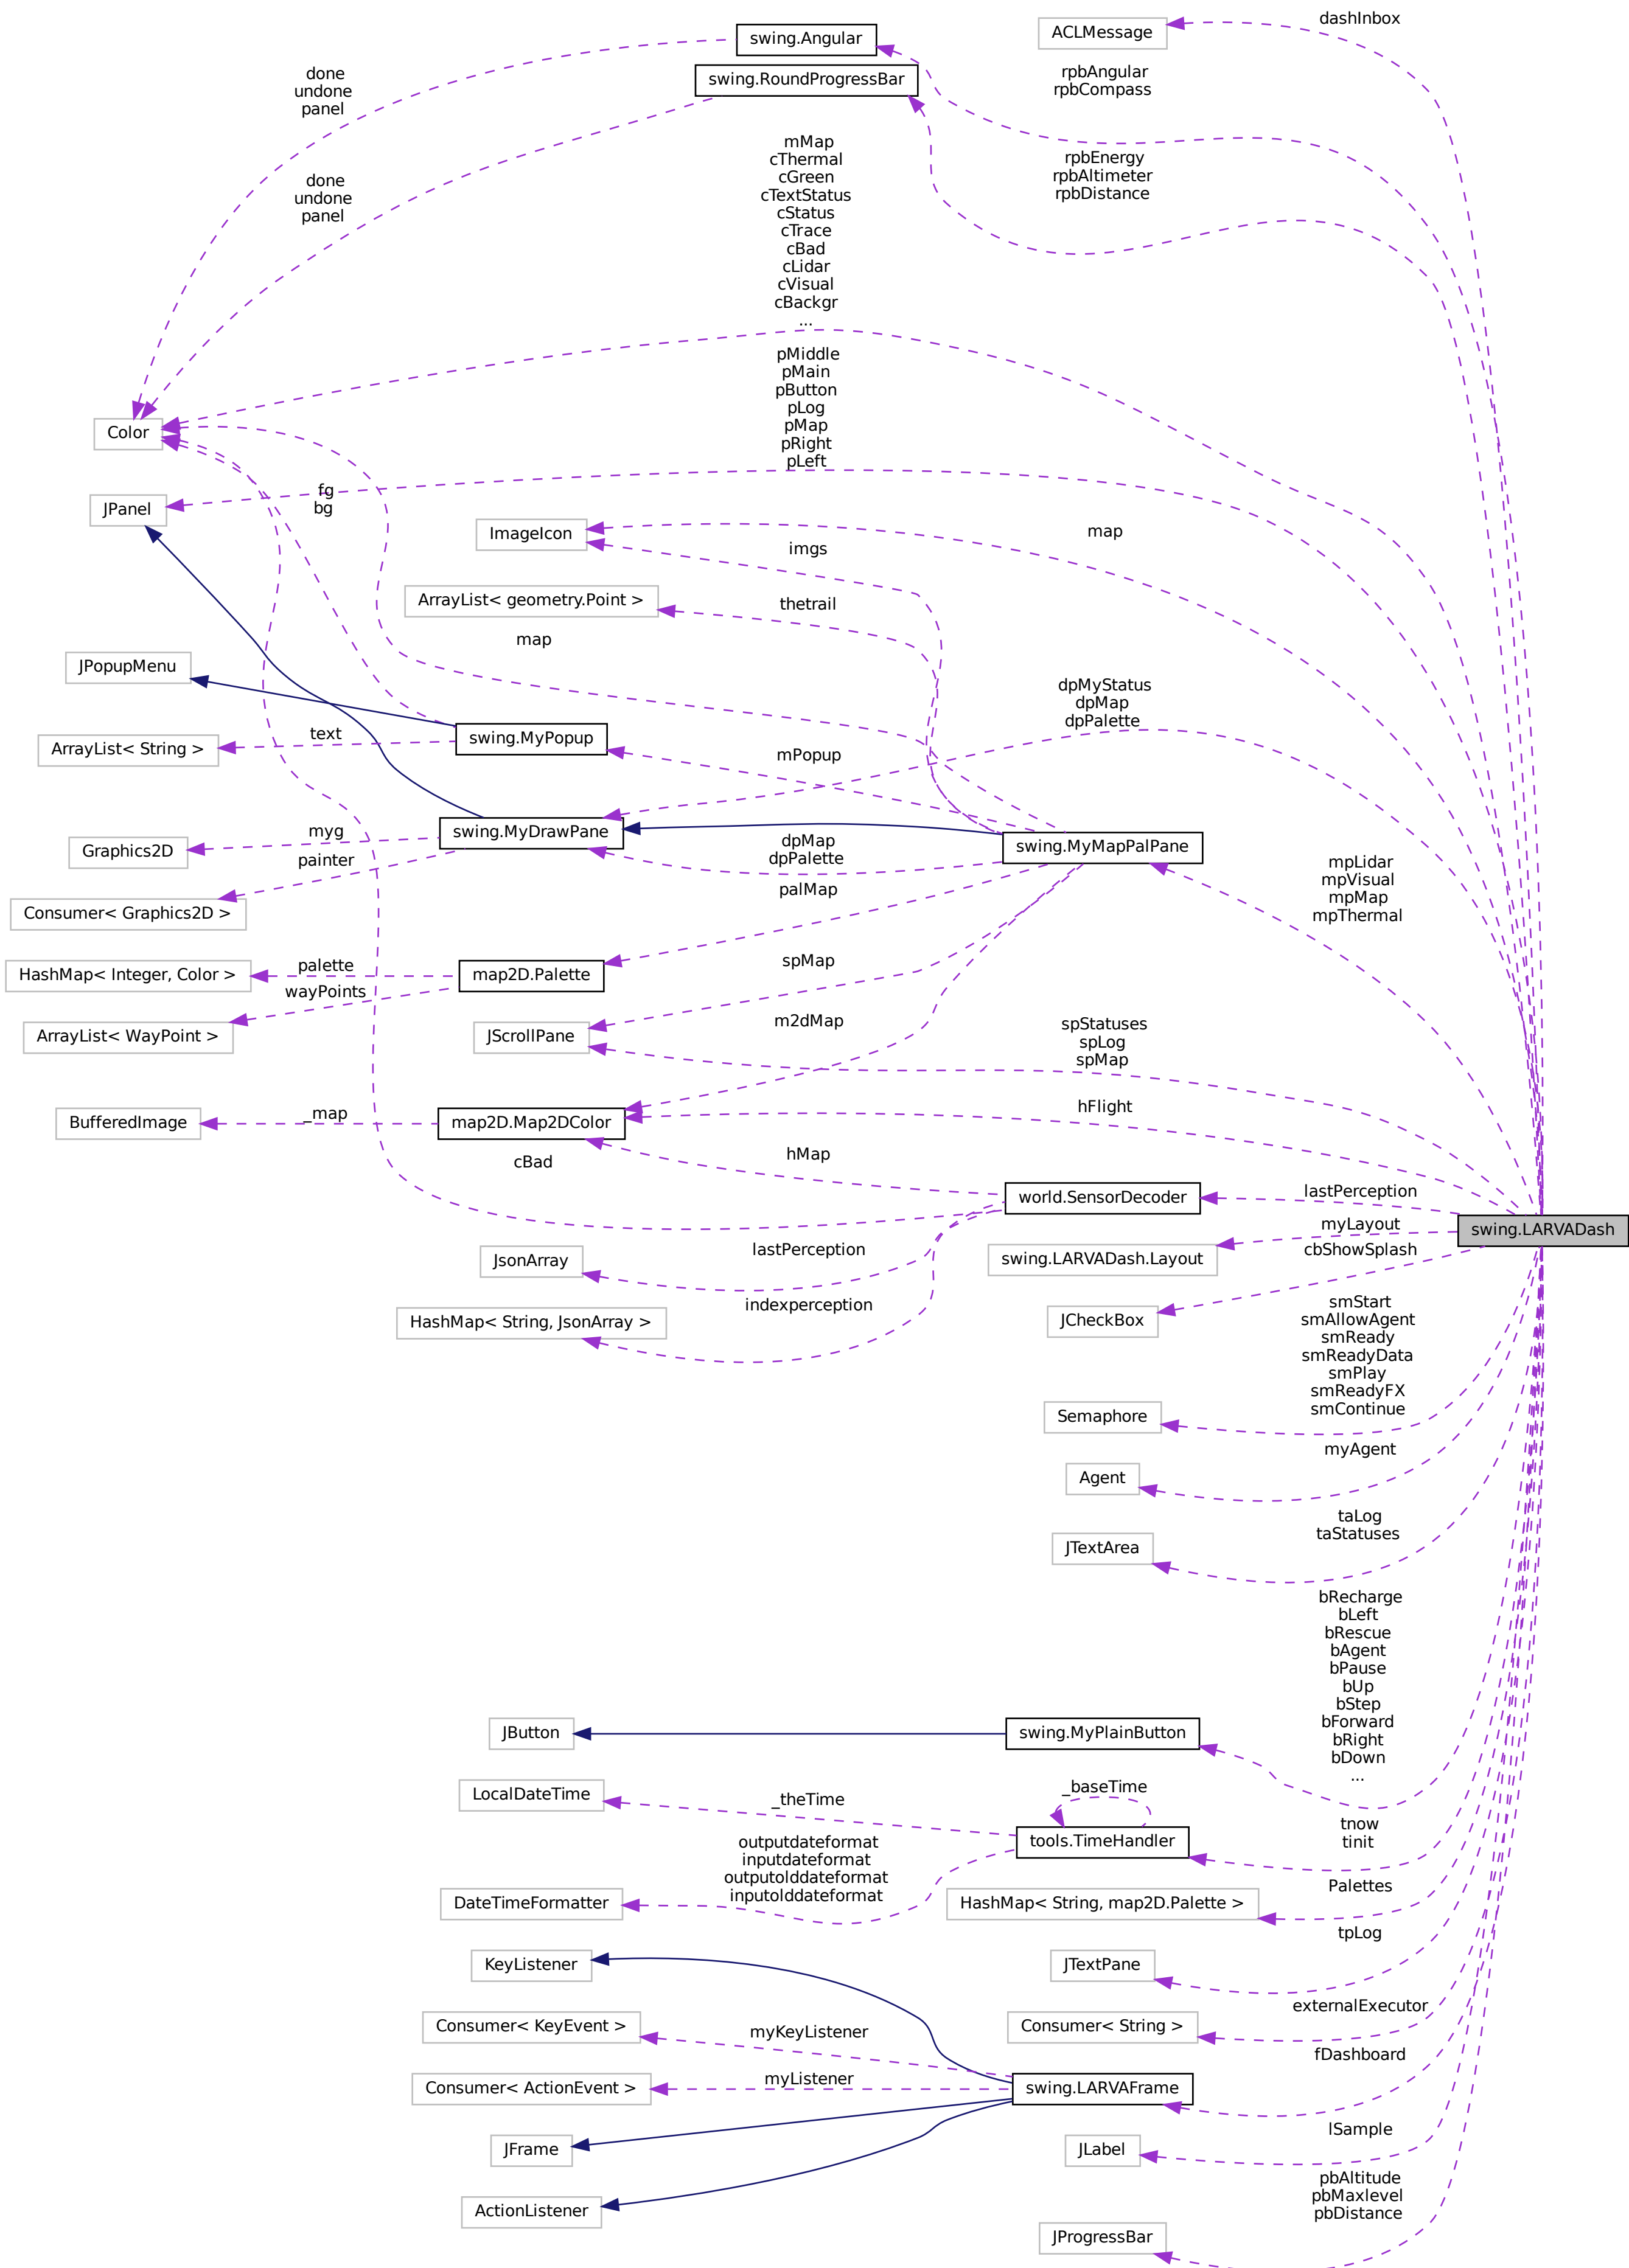 dashInbox
ACLMessage
swing.Angular
done
undone
panel
rpbAngular
rpbCompass
swing.RoundProgressBar
mMap
cThermal
cGreen
cTextStatus
cStatus
cTrace
cBad
cLidar
cVisual
cBackgr
...
rpbEnergy
rpbAltimeter
rpbDistance
done
undone
panel
pMiddle
pMain
pButton
pLog
pMap
pRight
pLeft
Color
fg
bg
JPanel
ImageIcon
map
imgs
ArrayList< geometry.Point >
thetrail
map
JPopupMenu
dpMyStatus
dpMap
dpPalette
swing.MyPopup
text
ArrayList< String >
mPopup
swing.MyDrawPane
myg
Graphics2D
painter
dpMap
dpPalette
swing.MyMapPalPane
mpLidar
mpVisual
mpMap
mpThermal
palMap
Consumer< Graphics2D >
HashMap< Integer, Color >
palette
map2D.Palette
spMap
wayPoints
ArrayList< WayPoint >
JScrollPane
m2dMap
spStatuses
spLog
spMap
BufferedImage
_map
map2D.Map2DColor
hFlight
cBad
hMap
world.SensorDecoder
lastPerception
swing.LARVADash
myLayout
swing.LARVADash.Layout
cbShowSplash
JsonArray
lastPerception
HashMap< String, JsonArray >
indexperception
JCheckBox
smStart
smAllowAgent
smReady
smReadyData
smPlay
smReadyFX
smContinue
Semaphore
myAgent
Agent
taLog
taStatuses
JTextArea
bRecharge
bLeft
bRescue
bAgent
bPause
bUp
bStep
bForward
bRight
bDown
...
JButton
swing.MyPlainButton
LocalDateTime
_theTime
_baseTime
tools.TimeHandler
tnow
tinit
outputdateformat
inputdateformat
outputolddateformat
inputolddateformat
DateTimeFormatter
HashMap< String, map2D.Palette >
Palettes
KeyListener
JTextPane
tpLog
Consumer< KeyEvent >
myKeyListener
Consumer< String >
externalExecutor
Consumer< ActionEvent >
myListener
swing.LARVAFrame
fDashboard
JFrame
JLabel
lSample
ActionListener
JProgressBar
pbAltitude
pbMaxlevel
pbDistance